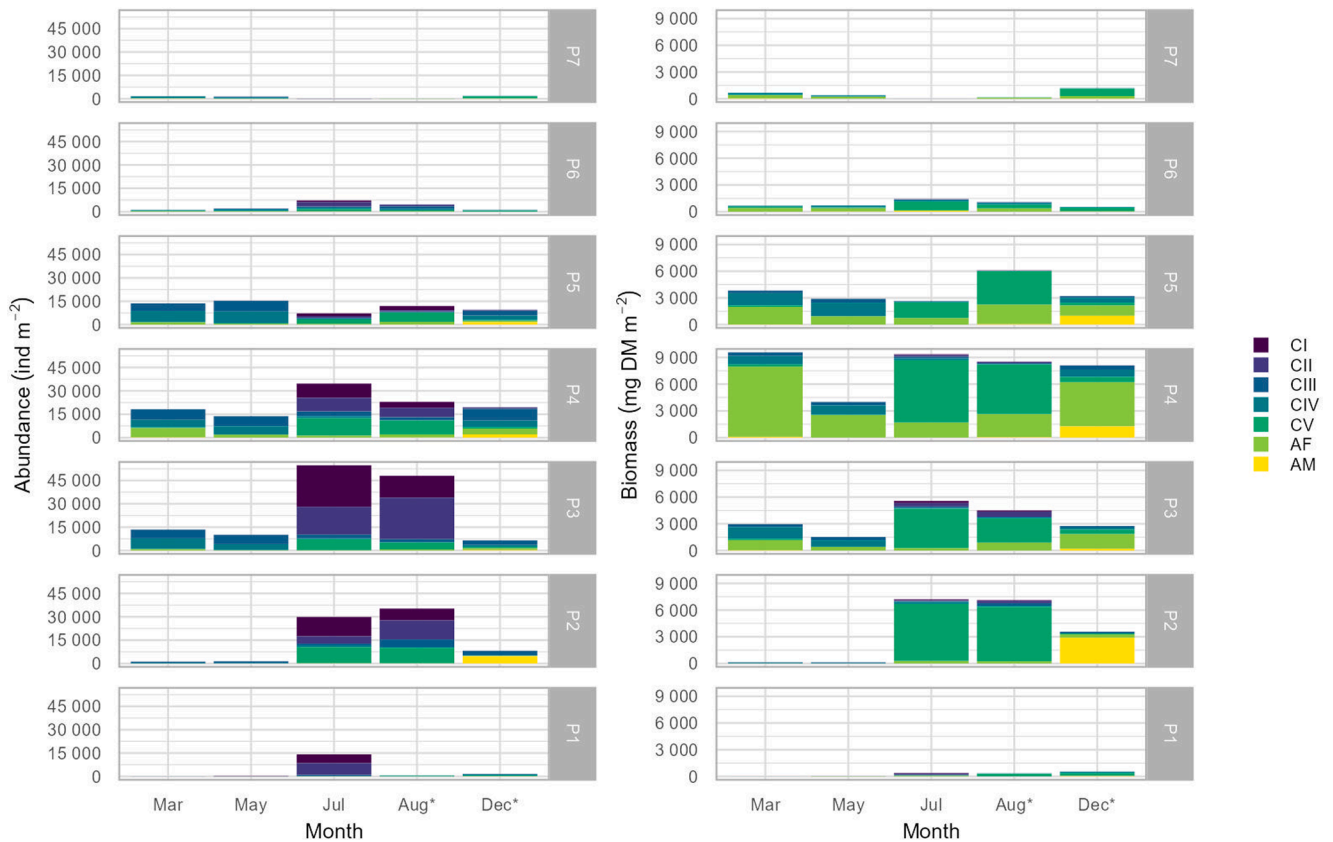 45 000
30 000
15 000
0
P7
9 000
6 000
3 000
0
P7
45 000
30 000
15 000
0
P6
9 000
6 000
3 000
0
P6
45 000
30 000
15 000
0
P5
9 000
6 000
3 000
0
P5
45 000
30 000
15 000
0
P4
9 000
6 000
3 000
0
P4
45 000
30 000
15 000
0
P3
9 000
6 000
3 000
0
P3
45 000
30 000
15 000
0
P2
9 000
6 000
3 000
0
P2
45 000
30 000
15 000
0
P1
9 000
6 000
3 000
0
P1
Abundance (ind m⁻²)
Biomass (mg DM m⁻²)
Mar May Jul Aug* Dec*
Month
Mar May Jul Aug* Dec*
Month
CI
CII
CIII
CIV
CV
AF
AM